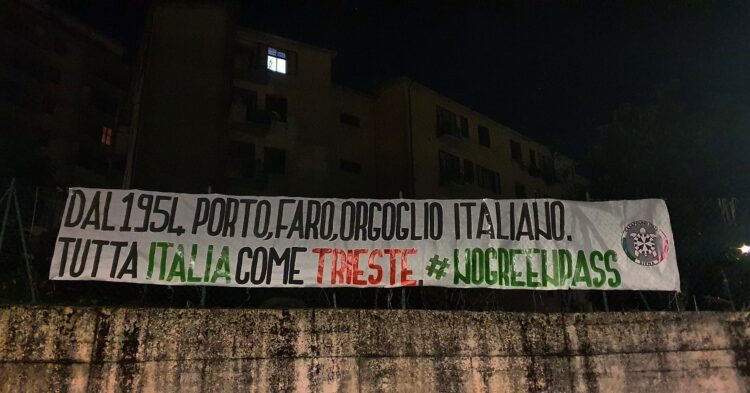 DAL 1954 PORTO, FARO, ORGOGLIO ITALIANO.
TUTTA ITALIA COME TRIESTE. #NOGREENPASS